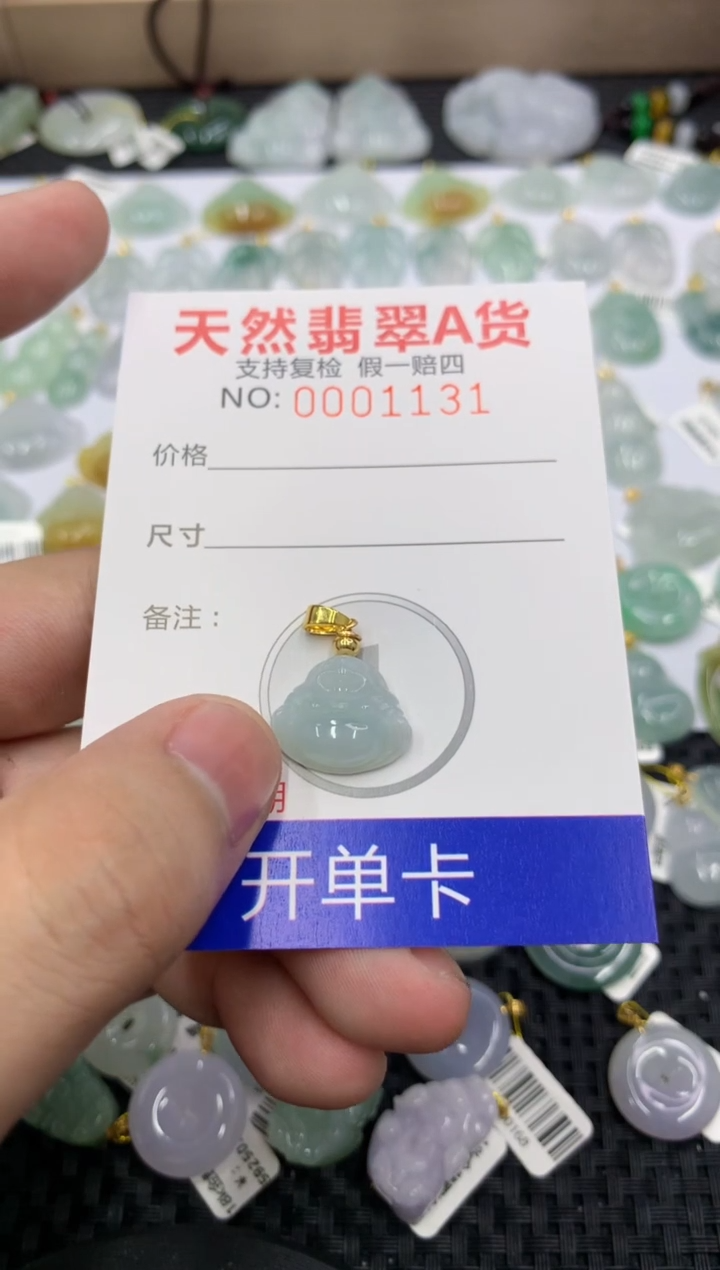 天然翡翠A货
支持复检 假一赔四
NO: 0001131
价格
尺寸
备注：
明
开单卡